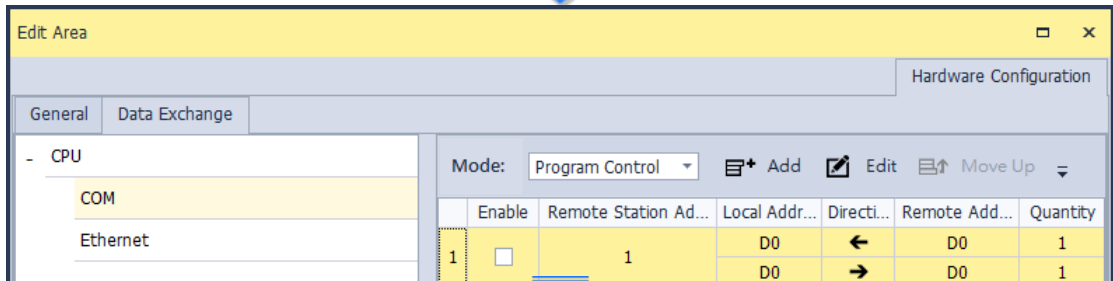 Edit Area
Hardware Configuration
General Data Exchange
- CPU
COM
Ethernet
Mode: Program Control Add Edit Move Up
Enable Remote Station Ad... Local Addr... Directi... Remote Add... Quantity
1 1 D0 ← D0 1
D0 → D0 1